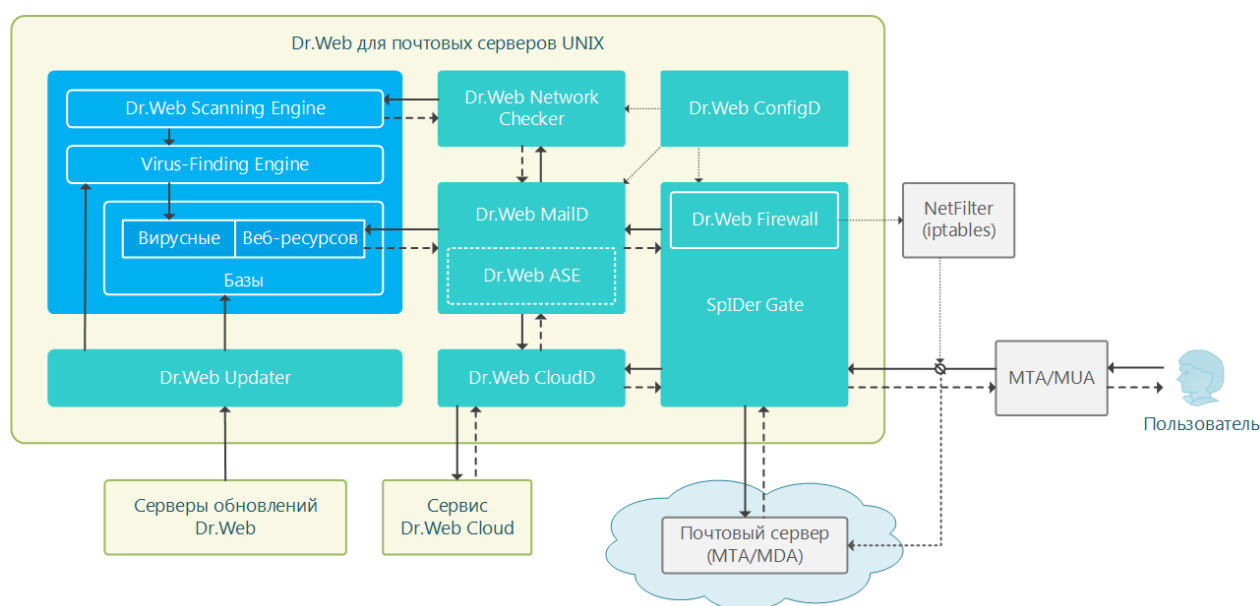 Dr.Web для почтовых серверов UNIX
Dr.Web Scanning Engine
Dr.Web Network
Checker
Dr.Web ConfigD
Virus-Finding Engine
Dr.Web MailD
Dr.Web Firewall
NetFilter
(iptables)
Вирусные
Веб-ресурсов
Базы
Dr.Web ASE
SpIDer Gate
Dr.Web Updater
Dr.Web CloudD
MTA/MUA
Пользователь
Серверы обновлений
Dr.Web
Сервис
Dr.Web Cloud
Почтовый сервер
(MTA/MDA)